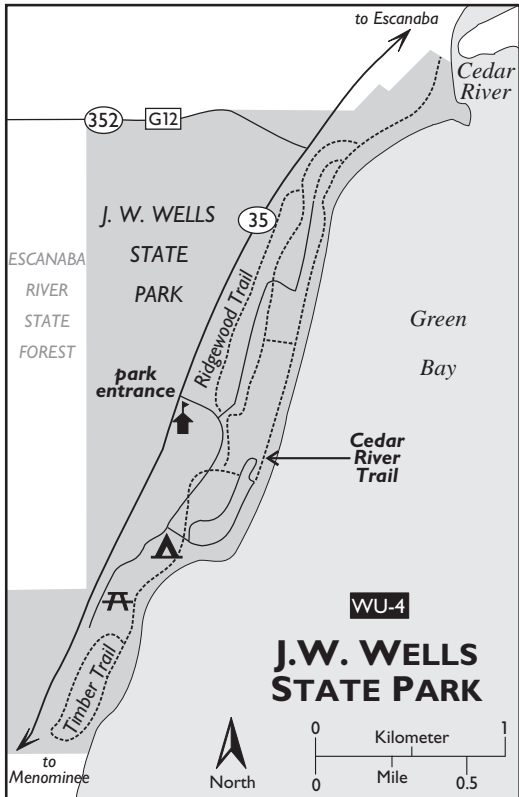 to Escanaba
Cedar
River
352
G12
J. W. WELLS
STATE
PARK
35
ESCANABA
RIVER
STATE
FOREST
Ridgewood Trail
Green
Bay
park
entrance
Cedar
River
Trail
WU-4
J.W. WELLS
STATE PARK
Timber Trail
0 1
Kilometer
Mile
0 0.5
North
to
Menominee